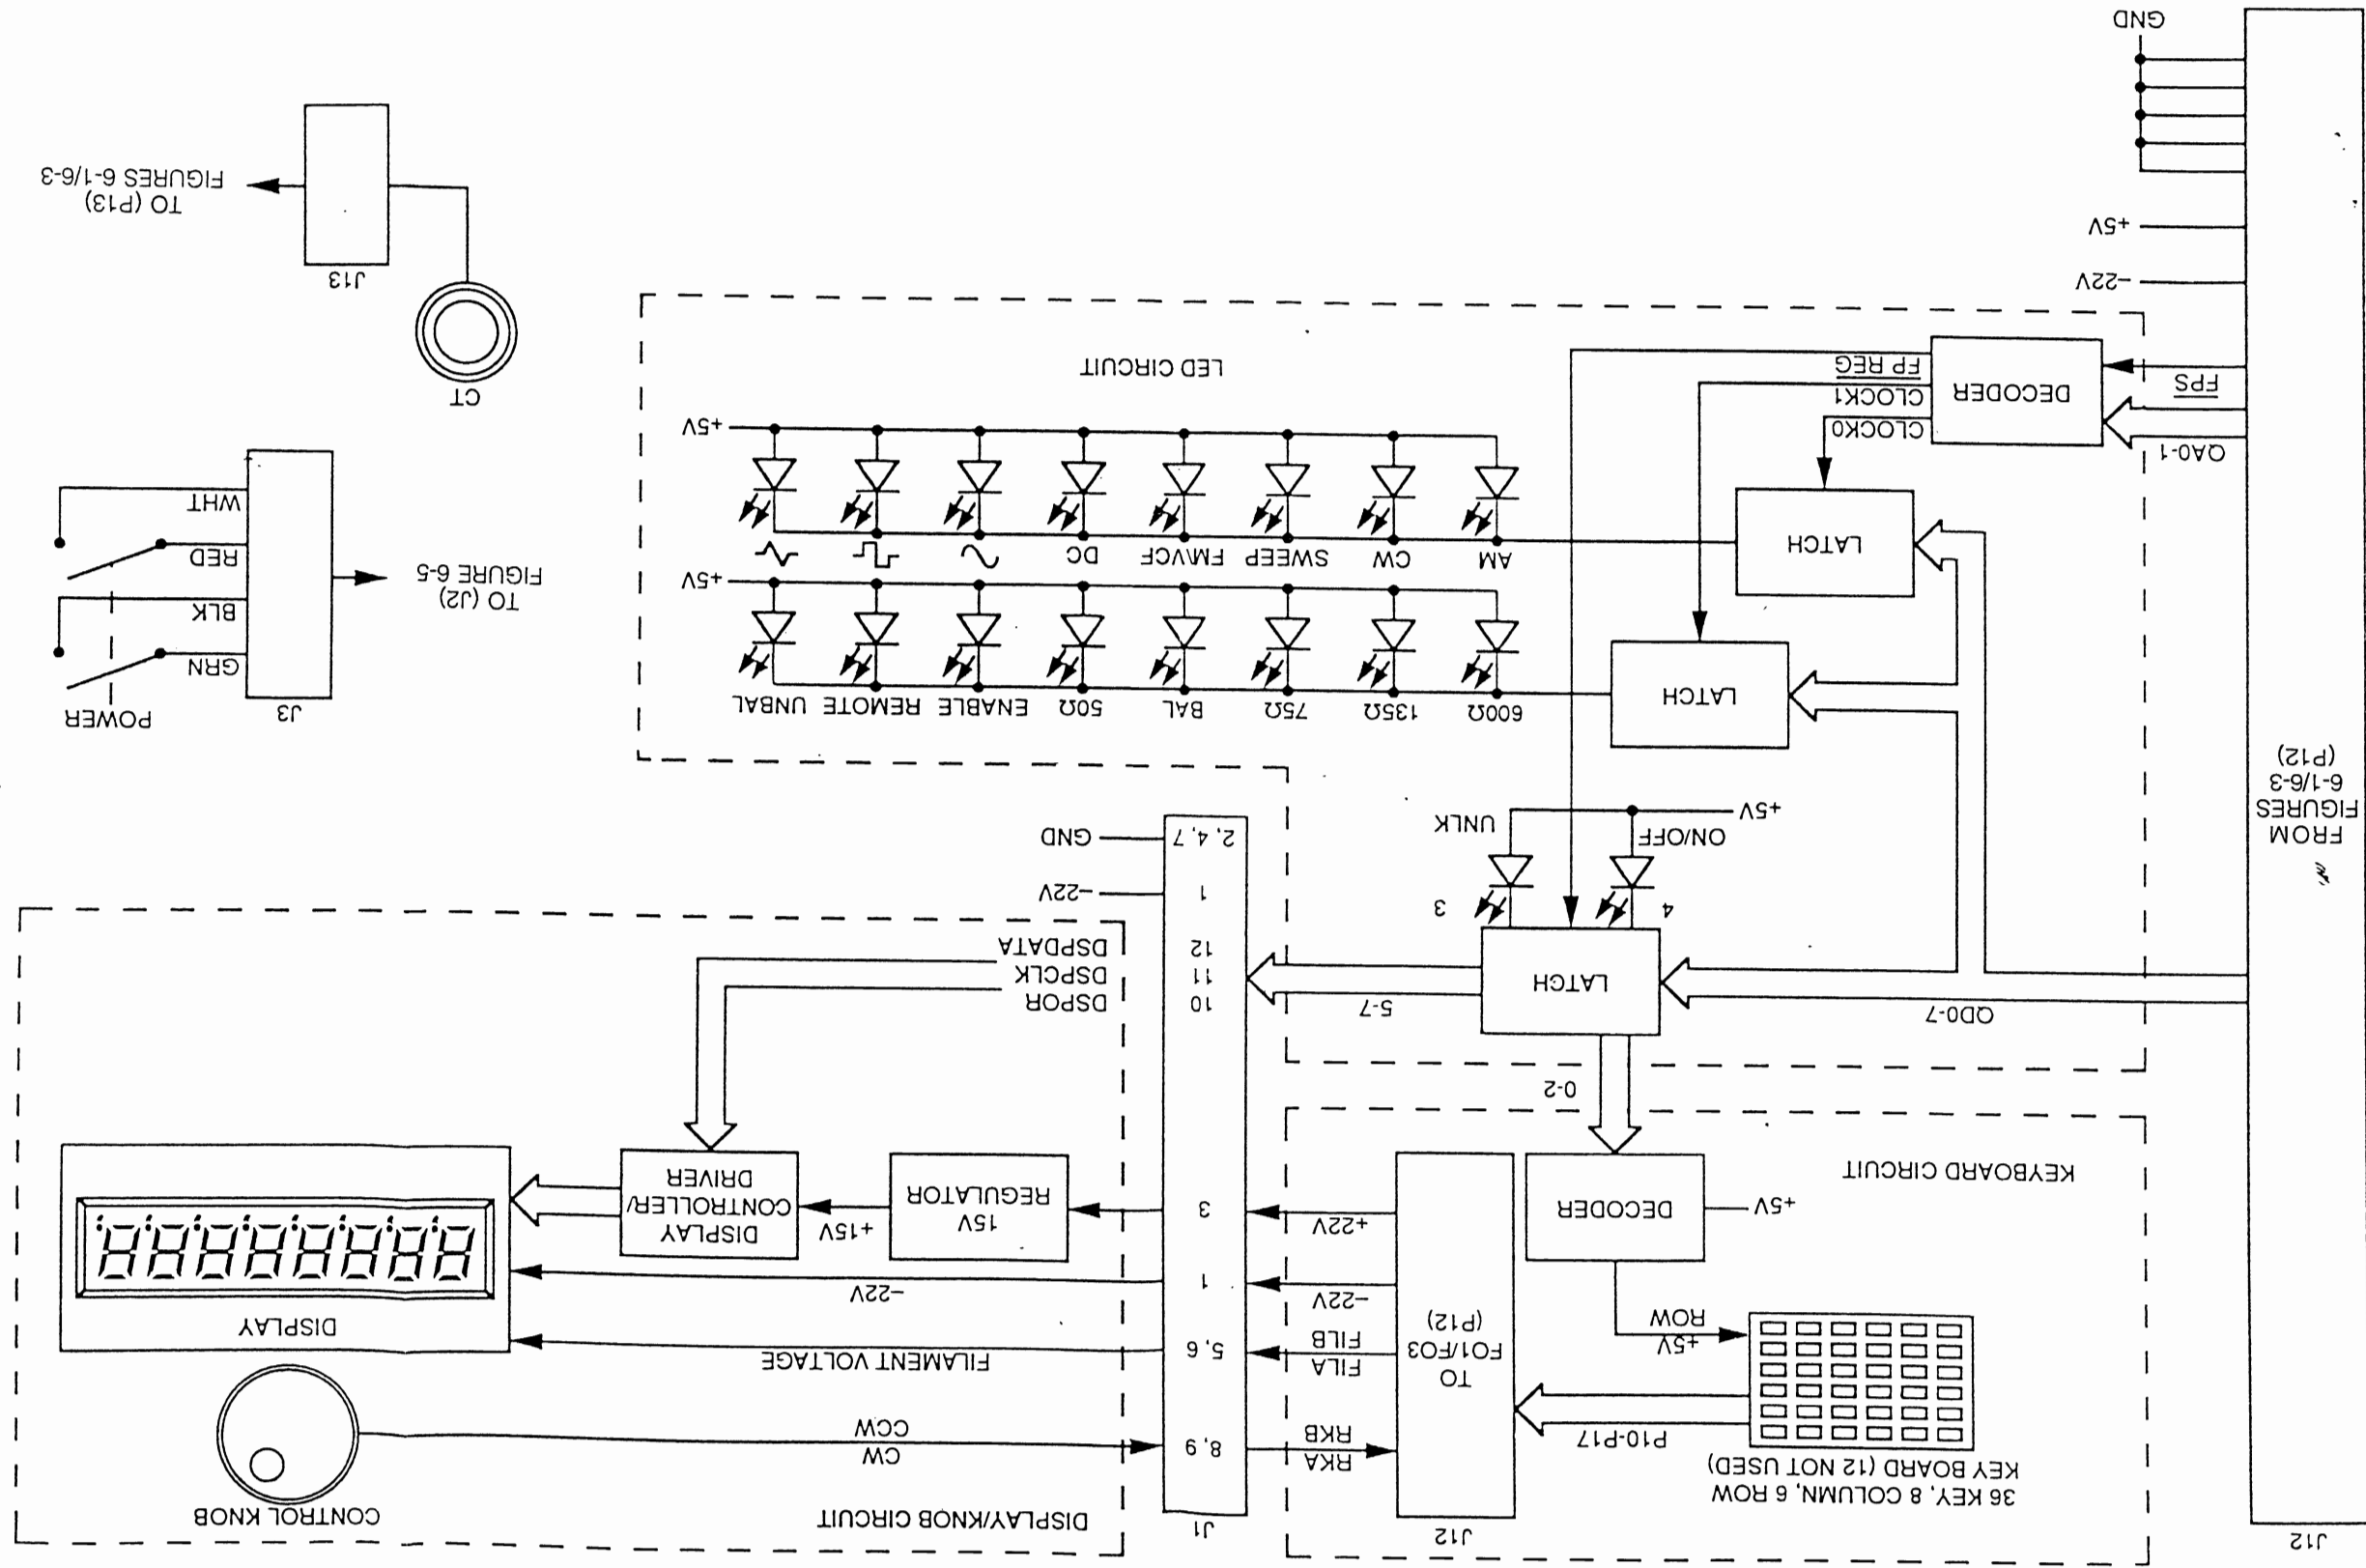 J12
FROM
FIGURES
6-1/6-3
(P12)
36 KEY, 8 COLUMN, 6 ROW
KEY BOARD (12 NOT USED)
P10-P17
+5V
ROW
KEYBOARD CIRCUIT
+5V
DECODER
0-2
J12
TO
FO1/FO3
(P12)
RKA
RKB
FILA
FILB
-22V
+22V
J1
8, 9
5, 6
1
3
10
11
12
1
2, 4, 7
DISPLAY/KNOB CIRCUIT
CONTROL KNOB
CW
CCW
FILAMENT VOLTAGE
-22V
DISPLAY
15V
REGULATOR
+15V
DISPLAY
CONTROLLER/
DRIVER
DSPOR
DSPCLK
DSPDATA
-22V
GND
QD0-7
LATCH
5-7
4
3
ON/OFF
UNLK
+5V
LATCH
600Ω
135Ω
75Ω
BAL
50Ω
ENABLE
REMOTE
UNBAL
+5V
LATCH
AM
CW
SWEEP
FM/VCF
DC
+5V
QA0-1
FPS
DECODER
CLOCK0
CLOCK1
FP REG
LED CIRCUIT
-22V
+5V
GND
POWER
J3
GRN
BLK
RED
WHT
TO (J2)
FIGURE 6-5
CT
J13
TO (P13)
FIGURES 6-1/6-3